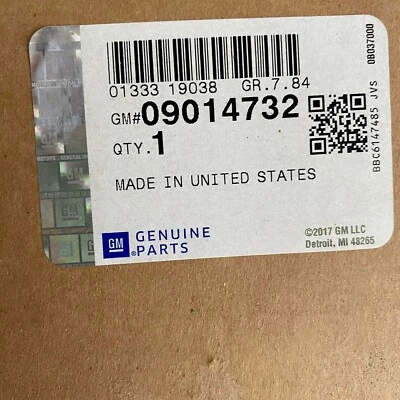 01333 19038 GR.7.84
GM# 09014732
QTY. 1
MADE IN UNITED STATES
GM GENUINE
PARTS
©2017 GM LLC
Detroit, MI 48265
BBC6147485 JVS
08037000